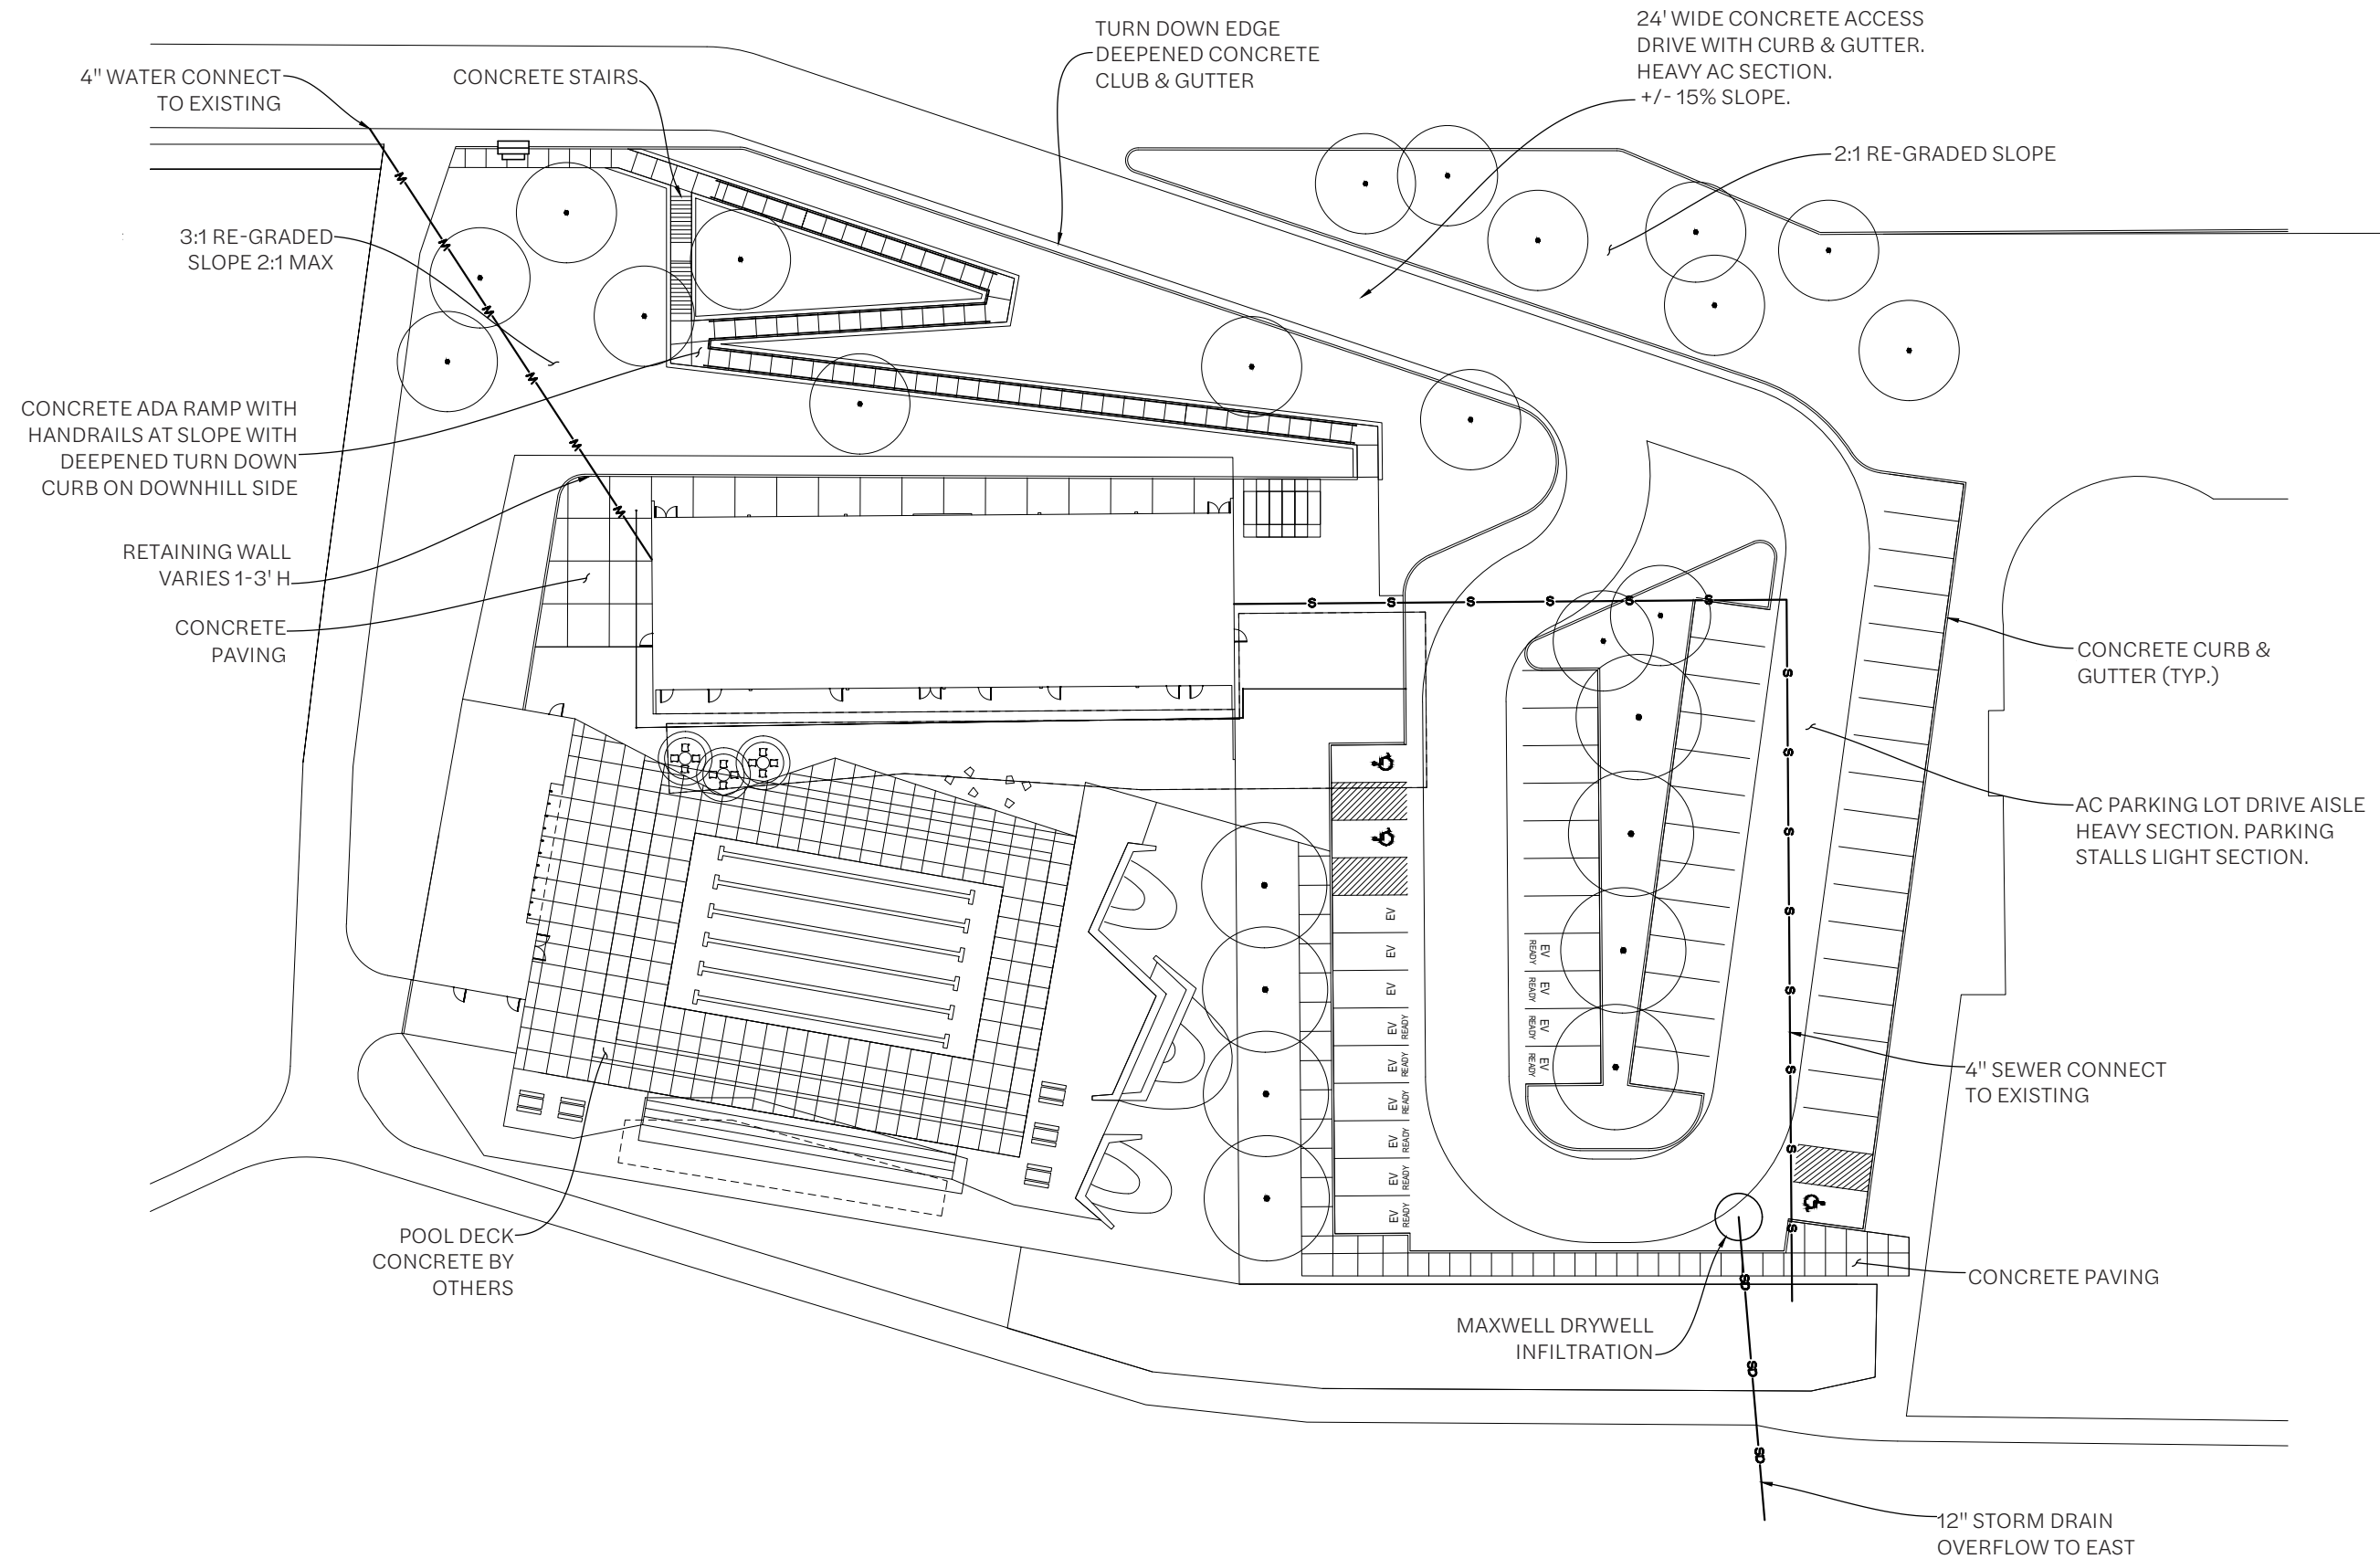 TURN DOWN EDGE
DEEPENED CONCRETE
CLUB & GUTTER
24' WIDE CONCRETE ACCESS
DRIVE WITH CURB & GUTTER.
HEAVY AC SECTION.
+/- 15% SLOPE.
4" WATER CONNECT
TO EXISTING
CONCRETE STAIRS
2:1 RE-GRADED SLOPE
3:1 RE-GRADED
SLOPE 2:1 MAX
CONCRETE ADA RAMP WITH
HANDRAILS AT SLOPE WITH
DEEPENED TURN DOWN
CURB ON DOWNHILL SIDE
RETAINING WALL
VARIES 1-3' H
CONCRETE
PAVING
W
W
W
W
W
W
S
S
S
S
S
S
CONCRETE CURB &
GUTTER (TYP.)
AC PARKING LOT DRIVE AISLE
HEAVY SECTION. PARKING
STALLS LIGHT SECTION.
S
S
S
S
S
S
S
S
EV
EV
EV
EV
READY
EV
READY
EV
READY
EV
READY
EV
READY
EV
READY
EV
READY
EV
READY
EV
READY
EV
READY
4" SEWER CONNECT
TO EXISTING
POOL DECK
CONCRETE BY
OTHERS
CONCRETE PAVING
MAXWELL DRYWELL
INFILTRATION
SD
SD
SD
12" STORM DRAIN
OVERFLOW TO EAST